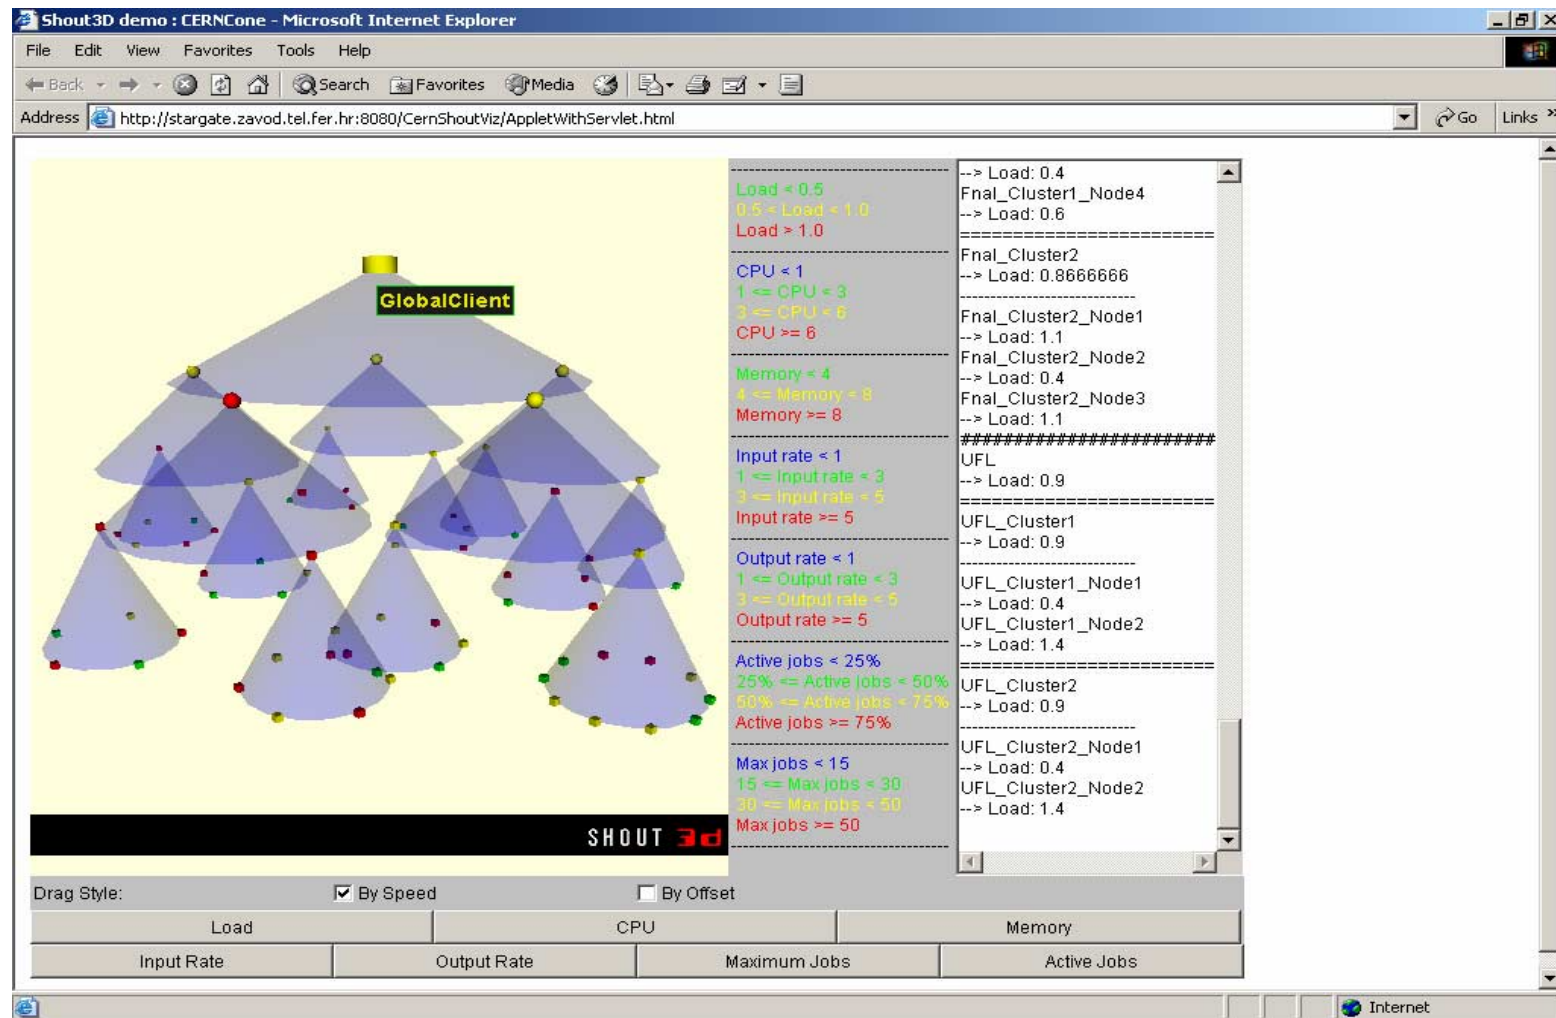 Shout3D demo : CERNCone - Microsoft Internet Explorer
File Edit View Favorites Tools Help
Back Search Favorites Media
Address http://stargate.zavod.tel.fer.hr:8080/CernShoutViz/AppletWithServlet.html Go Links »
GlobalClient
SHOUT 3d
---------------------------------
Load < 0.5
0.5 < Load < 1.0
Load > 1.0
---------------------------------
CPU < 1
1 <= CPU < 3
3 <= CPU < 6
CPU >= 6
---------------------------------
Memory < 4
4 <= Memory < 8
Memory >= 8
---------------------------------
Input rate < 1
1 <= Input rate < 3
3 <= Input rate < 5
Input rate >= 5
---------------------------------
Output rate < 1
1 <= Output rate < 3
3 <= Output rate < 5
Output rate >= 5
---------------------------------
Active jobs < 25%
25% <= Active jobs < 50%
50% <= Active jobs < 75%
Active jobs >= 75%
---------------------------------
Max jobs < 15
15 <= Max jobs < 30
30 <= Max jobs < 50
Max jobs >= 50
---------------------------------
--> Load: 0.4
Fnal_Cluster1_Node4
--> Load: 0.6
========================
Fnal_Cluster2
--> Load: 0.8666666
---------------------------
Fnal_Cluster2_Node1
--> Load: 1.1
Fnal_Cluster2_Node2
--> Load: 0.4
Fnal_Cluster2_Node3
--> Load: 1.1
########################
UFL
--> Load: 0.9
========================
UFL_Cluster1
--> Load: 0.9
---------------------------
UFL_Cluster1_Node1
--> Load: 0.4
UFL_Cluster1_Node2
--> Load: 1.4
========================
UFL_Cluster2
--> Load: 0.9
---------------------------
UFL_Cluster2_Node1
--> Load: 0.4
UFL_Cluster2_Node2
--> Load: 1.4
Drag Style: By Speed By Offset
Load CPU Memory
Input Rate Output Rate Maximum Jobs Active Jobs
Internet